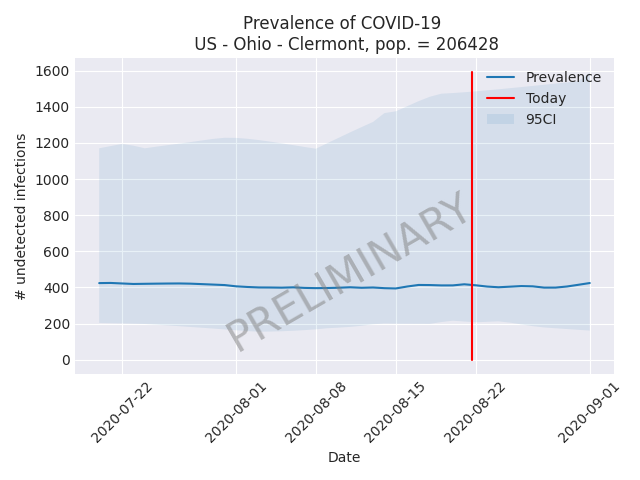 Prevalence of COVID-19
US - Ohio - Clermont, pop. = 206428
1600
1400
1200
1000
800
600
400
200
0
# undetected infections
Prevalence
Today
95CI
PRELIMINARY
2020-07-22
2020-08-01
2020-08-08
2020-08-15
2020-08-22
2020-09-01
Date